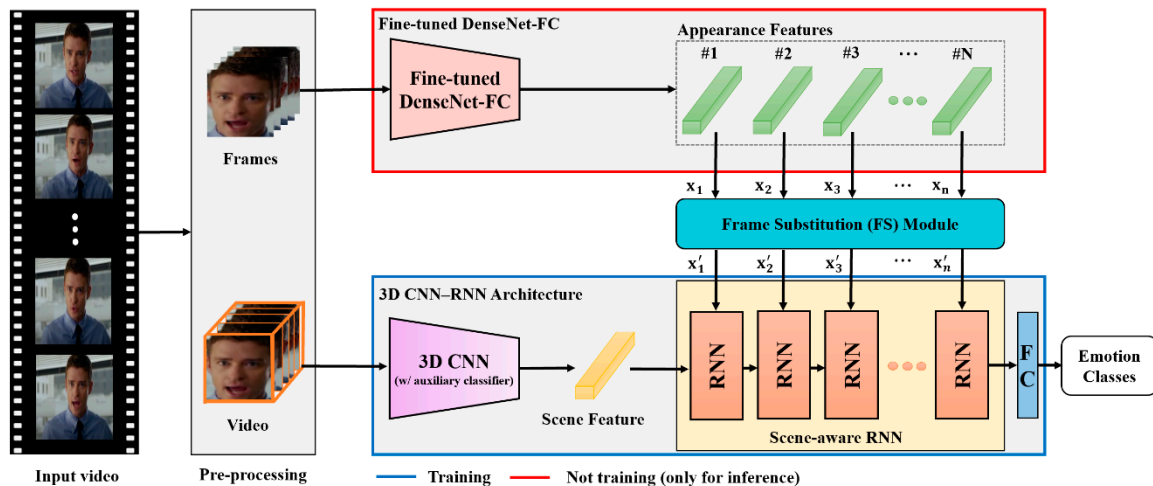 Fine-tuned DenseNet-FC
Appearance Features
#1 #2 #3 ... #N
Fine-tuned
DenseNet-FC
Frames
x₁ x₂ x₃ ... xₙ
Frame Substitution (FS) Module
x′₁ x′₂ x′₃ ... x′ₙ
3D CNN–RNN Architecture
3D CNN
(w/ auxiliary classifier)
Scene Feature
RNN RNN RNN RNN
FC
Emotion
Classes
Scene-aware RNN
Video
Input video
Pre-processing
Training
Not training (only for inference)